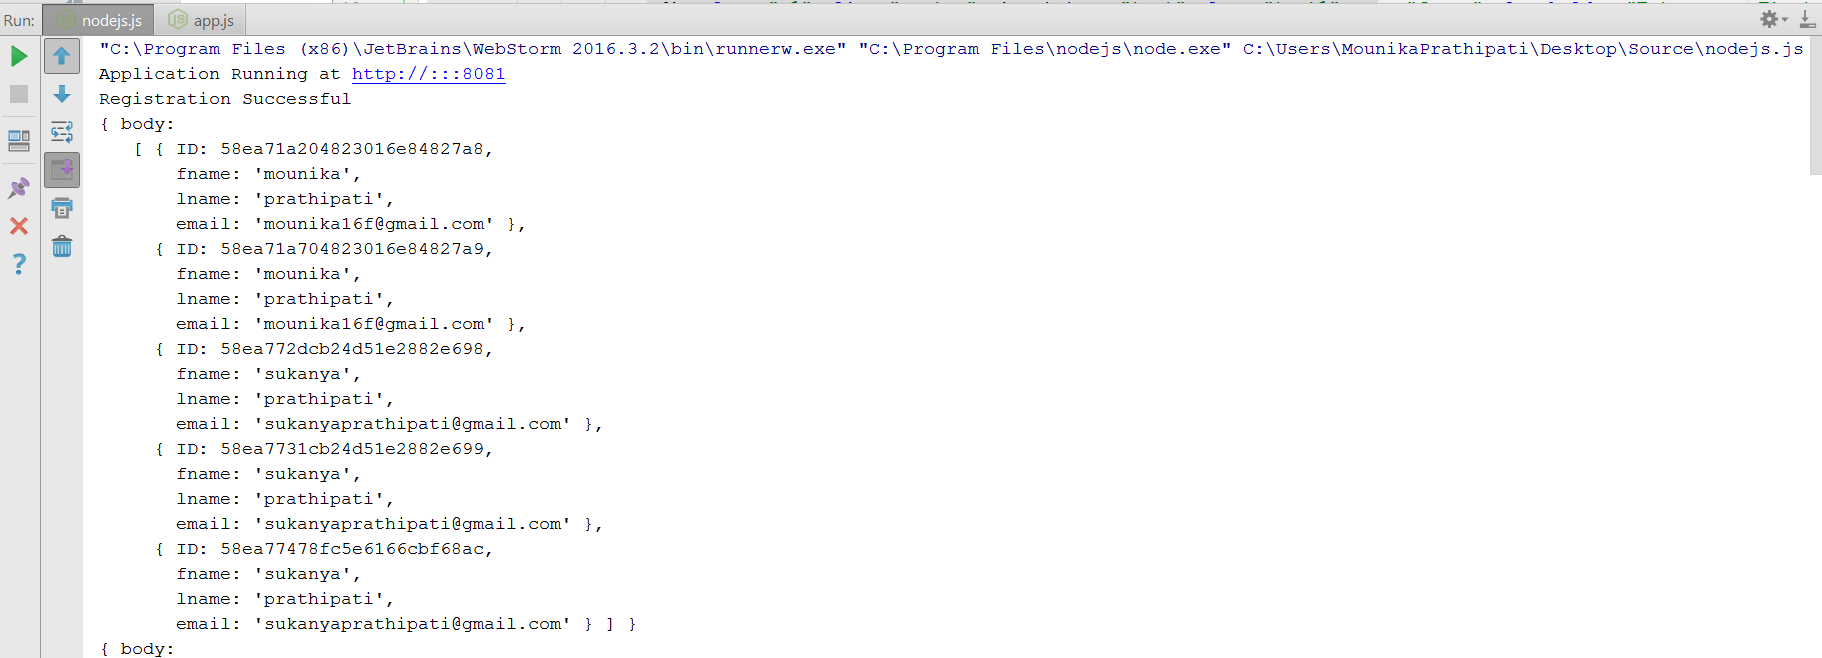 Run: nodejs.js app.js
"C:\Program Files (x86)\JetBrains\WebStorm 2016.3.2\bin\runnerw.exe" "C:\Program Files\nodejs\node.exe" C:\Users\MounikaPrathipati\Desktop\Source\nodejs.js
Application Running at http://:::8081
Registration Successful
{ body:
[ { ID: 58ea71a204823016e84827a8,
fname: 'mounika',
lname: 'prathipati',
email: 'mounika16f@gmail.com' },
{ ID: 58ea71a704823016e84827a9,
fname: 'mounika',
lname: 'prathipati',
email: 'mounika16f@gmail.com' },
{ ID: 58ea772dcb24d51e2882e698,
fname: 'sukanya',
lname: 'prathipati',
email: 'sukanyaprathipati@gmail.com' },
{ ID: 58ea7731cb24d51e2882e699,
fname: 'sukanya',
lname: 'prathipati',
email: 'sukanyaprathipati@gmail.com' },
{ ID: 58ea77478fc5e6166cbf68ac,
fname: 'sukanya',
lname: 'prathipati',
email: 'sukanyaprathipati@gmail.com' } ] }
{ body: